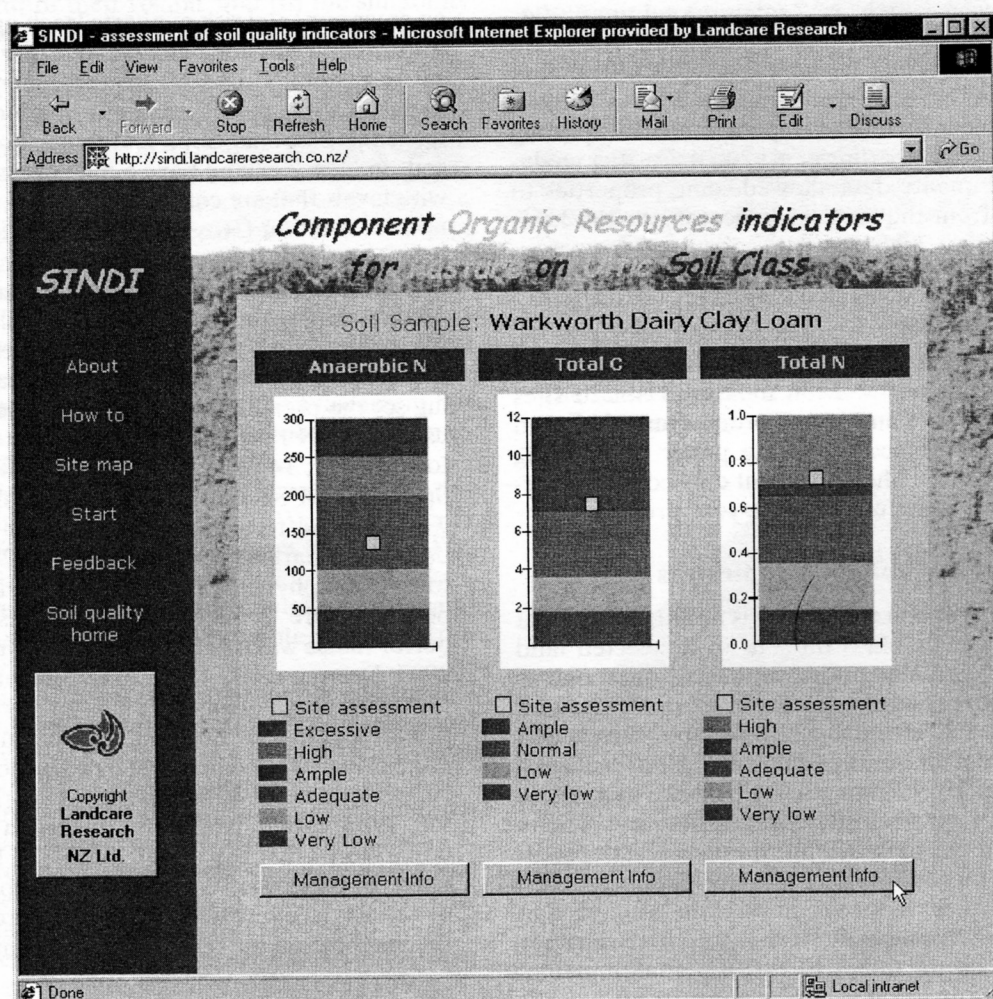 SINDI - assessment of soil quality indicators - Microsoft Internet Explorer provided by Landcare Research
File Edit View Favorites Tools Help
Back Forward Stop Refresh Home Search Favorites History Mail Print Edit Discuss
Address http://sindi.landcareresearch.co.nz/ Go
Component Organic Resources indicators
for on Soil Class
SINDI
About
How to
Site map
Start
Feedback
Soil quality
home
Copyright
Landcare
Research
NZ Ltd.
Soil Sample: Warkworth Dairy Clay Loam
Anaerobic N
300
250
200
150
100
50
Site assessment
Excessive
High
Ample
Adequate
Low
Very Low
Management Info
Total C
12
10
8
6
4
2
Site assessment
Ample
Normal
Low
Very low
Management Info
Total N
1.0
0.8
0.6
0.4
0.2
0.0
Site assessment
High
Ample
Adequate
Low
Very low
Management Info
Done Local intranet